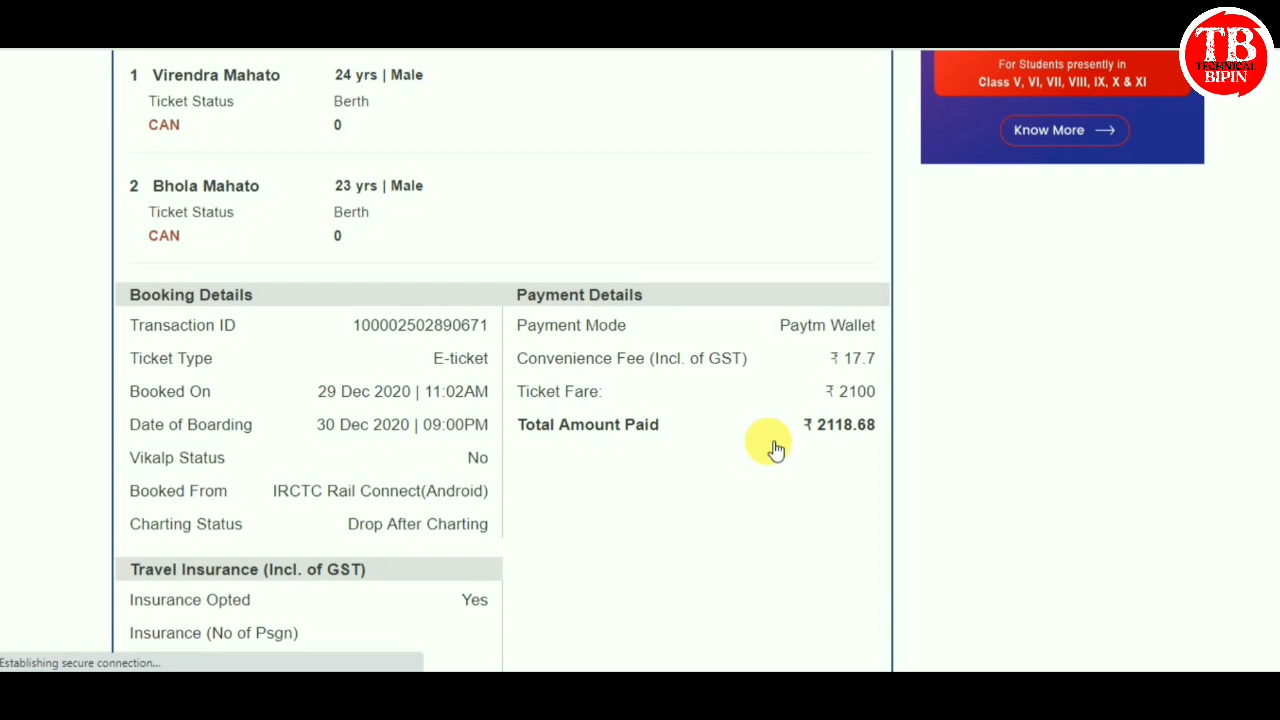 1 Virendra Mahato 24 yrs | Male
Ticket Status Berth
CAN 0
2 Bhola Mahato 23 yrs | Male
Ticket Status Berth
CAN 0
Booking Details
Transaction ID 100002502890671
Ticket Type E-ticket
Booked On 29 Dec 2020 | 11:02AM
Date of Boarding 30 Dec 2020 | 09:00PM
Vikalp Status No
Booked From IRCTC Rail Connect(Android)
Charting Status Drop After Charting
Payment Details
Payment Mode Paytm Wallet
Convenience Fee (Incl. of GST) ₹ 17.7
Ticket Fare: ₹ 2100
Total Amount Paid ₹ 2118.68
Travel Insurance (Incl. of GST)
Insurance Opted Yes
Insurance (No of Psgn)
Establishing secure connection...
For Students presently in
Class V, VI, VII, VIII, IX, X & XI
Know More
TB
TECHNICAL
BIPIN